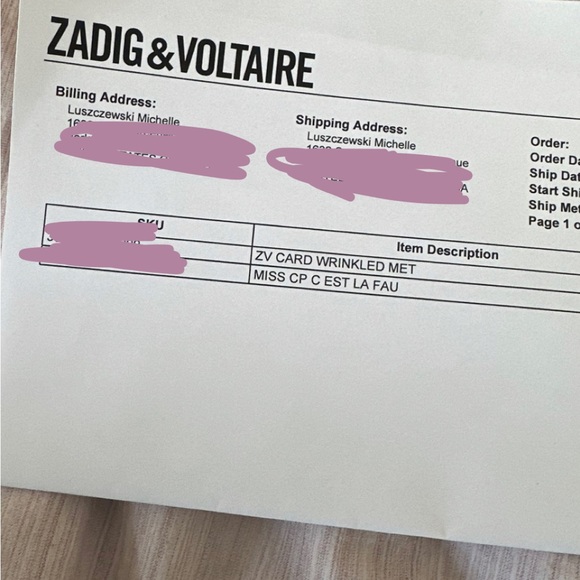 ZADIG&VOLTAIRE
Billing Address:
Luszczewski Michelle
Shipping Address:
Luszczewski Michelle
ue
A
Order:
Order Da
Ship Dat
Start Shi
Ship Met
Page 1 o
SKU
Item Description
ZV CARD WRINKLED MET
MISS CP C EST LA FAU